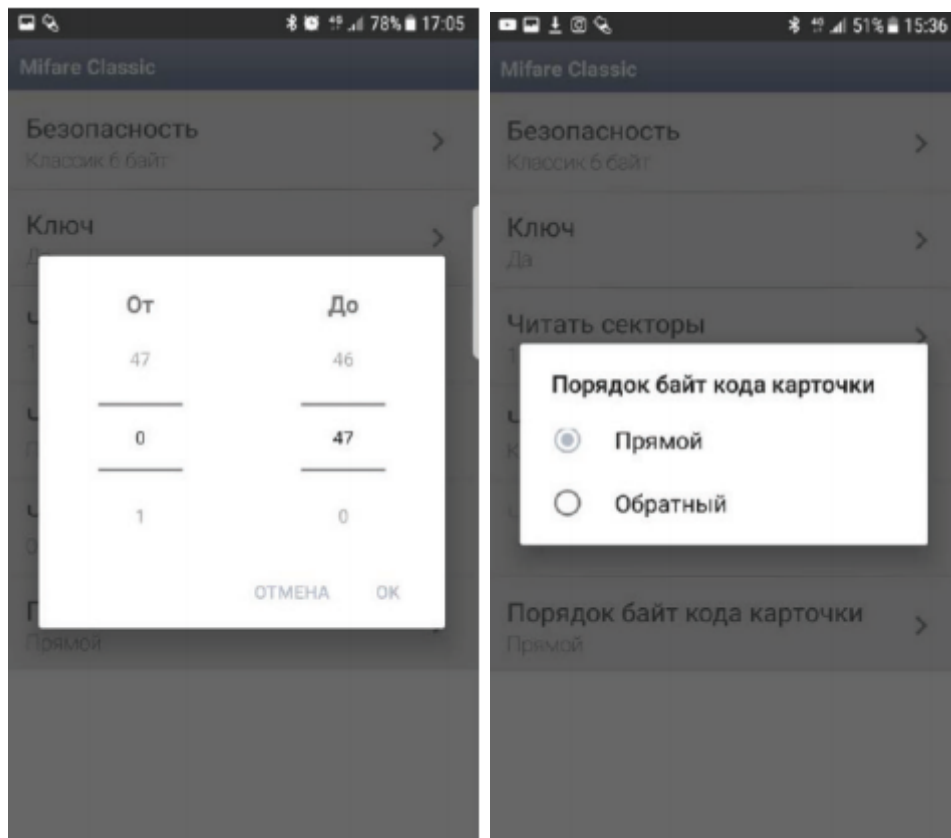 78% 17:05
Mifare Classic
Безопасность
Классик 6 байт
Ключ
От До
47 46
0 47
1 0
ОТМЕНА ОК
Прямой
51% 15:36
Mifare Classic
Безопасность
Классик 6 байт
Ключ
Да
Читать секторы
Порядок байт кода карточки
Прямой
Обратный
Порядок байт кода карточки
Прямой